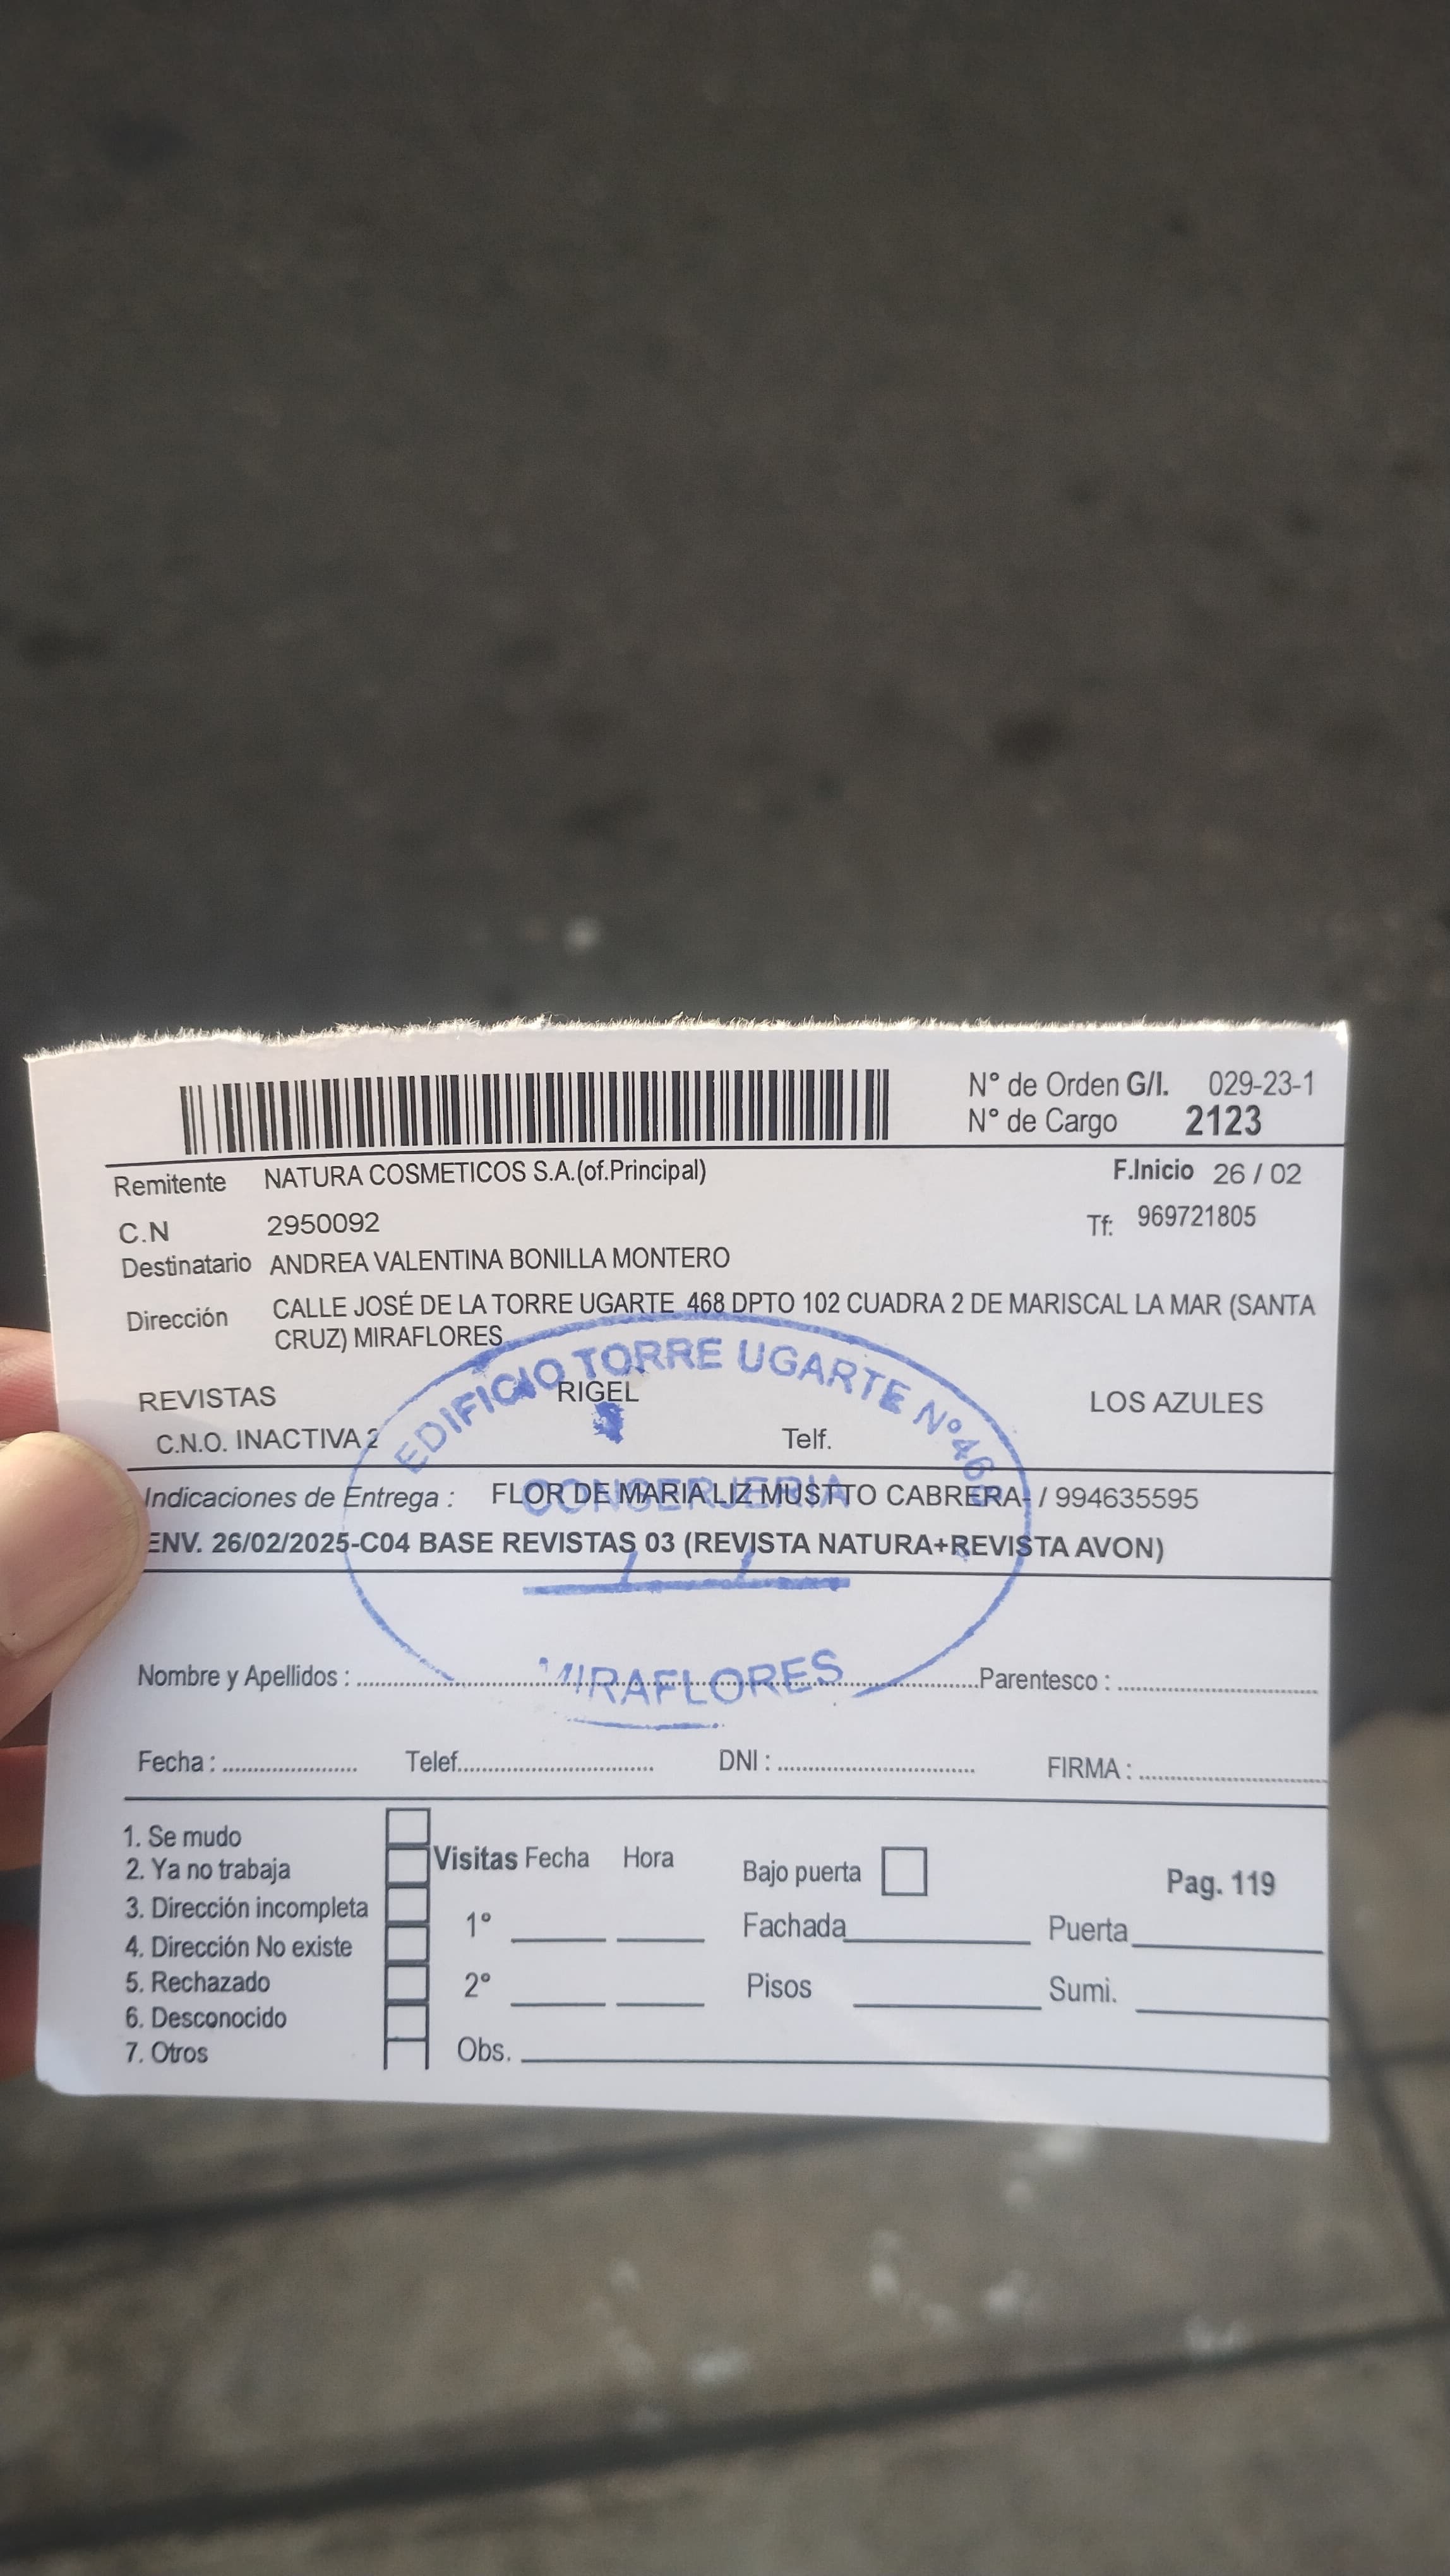 N° de Orden G/I. 029-23-1
N° de Cargo 2123
Remitente NATURA COSMETICOS S.A.(of.Principal) F.Inicio 26 / 02
C.N 2950092 Tf: 969721805
Destinatario ANDREA VALENTINA BONILLA MONTERO
Dirección CALLE JOSÉ DE LA TORRE UGARTE 468 DPTO 102 CUADRA 2 DE MARISCAL LA MAR (SANTA
CRUZ) MIRAFLORES
EDIFICIO TORRE UGARTE N°468
REVISTAS RIGEL LOS AZULES
C.N.O. INACTIVA 2 Telf.
CONSERJERIA
Indicaciones de Entrega : FLOR DE MARIA LIZ MUSTTO CABRERA- / 994635595
ENV. 26/02/2025-C04 BASE REVISTAS 03 (REVISTA NATURA+REVISTA AVON)
MIRAFLORES
Nombre y Apellidos : Parentesco :
Fecha : Telef. DNI : FIRMA :
1. Se mudo
2. Ya no trabaja
3. Dirección incompleta
4. Dirección No existe
5. Rechazado
6. Desconocido
7. Otros
Visitas Fecha Hora
1°
2°
Obs.
Bajo puerta Pag. 119
Fachada Puerta
Pisos Sumi.